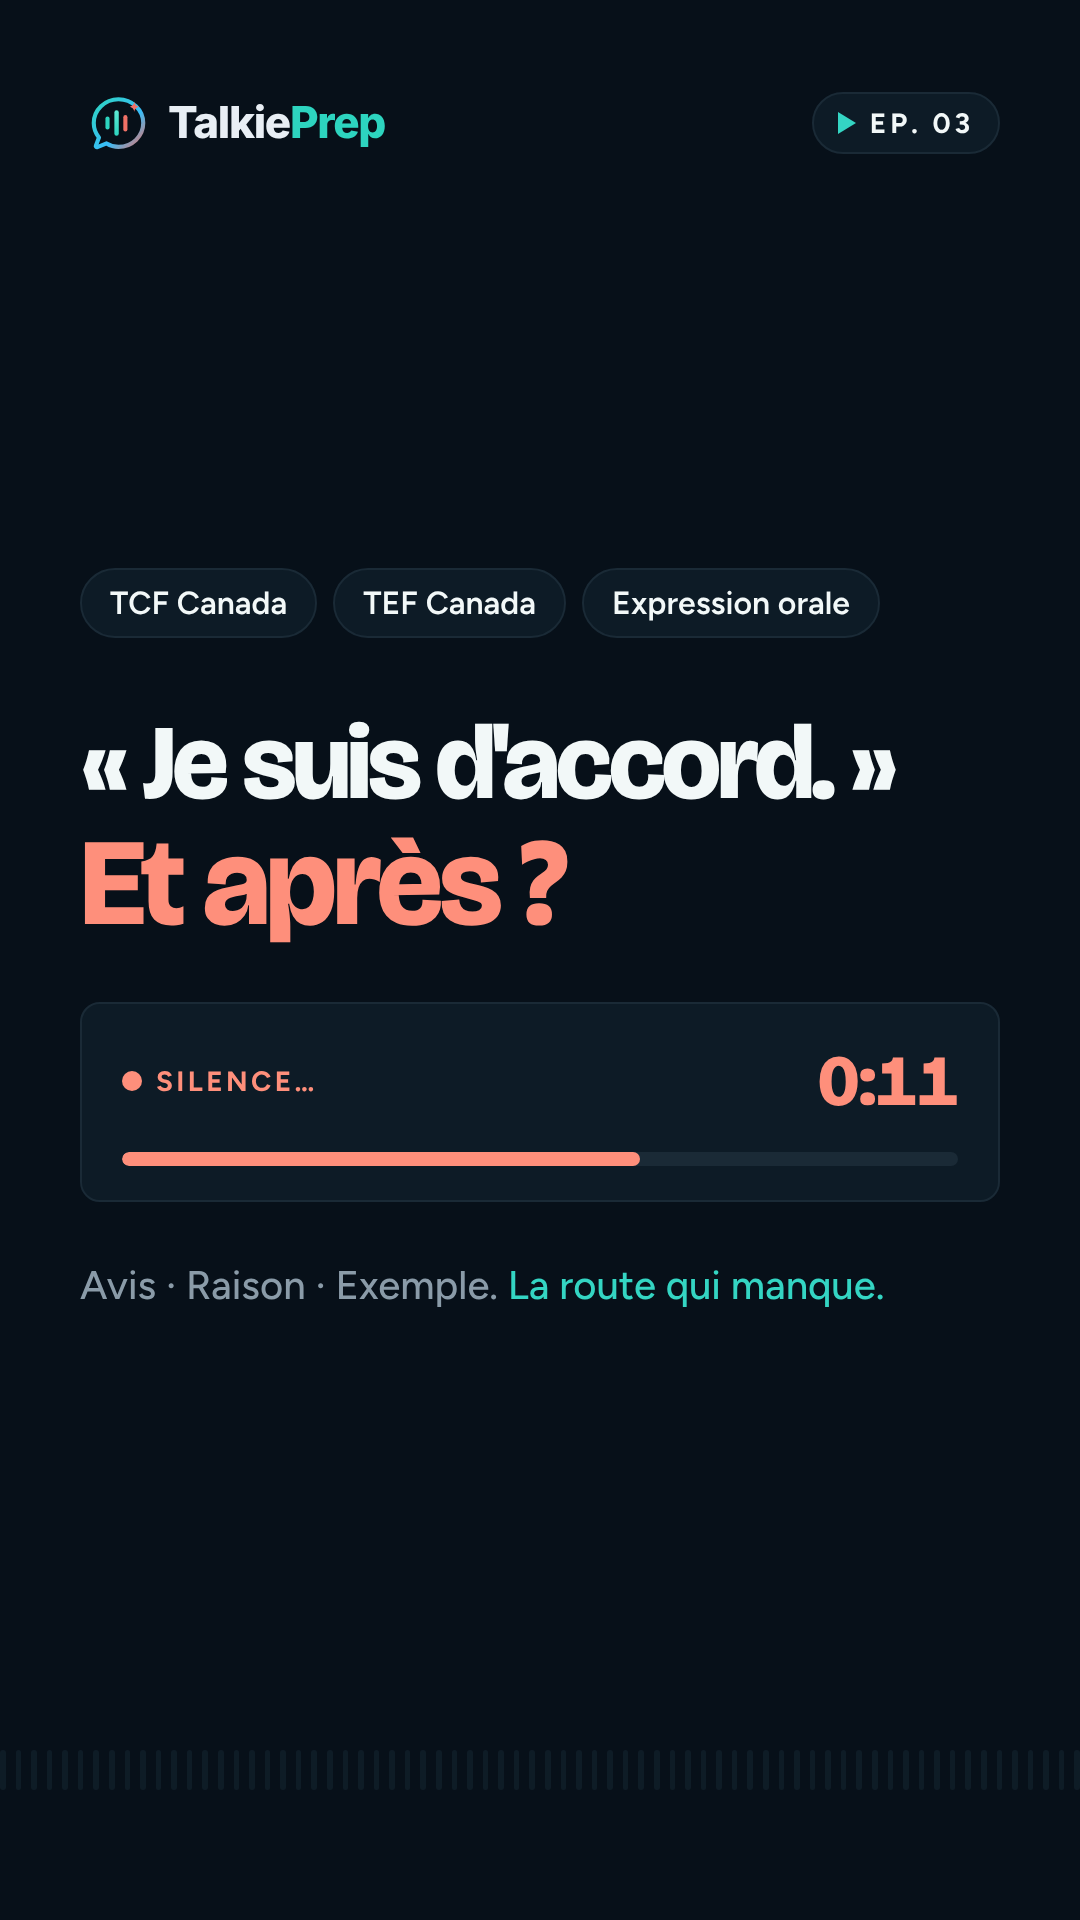 TalkiePrep
EP. 03
TCF Canada
TEF Canada
Expression orale
« Je suis d'accord. »
Et après ?
SILENCE…
0:11
Avis · Raison · Exemple. La route qui manque.